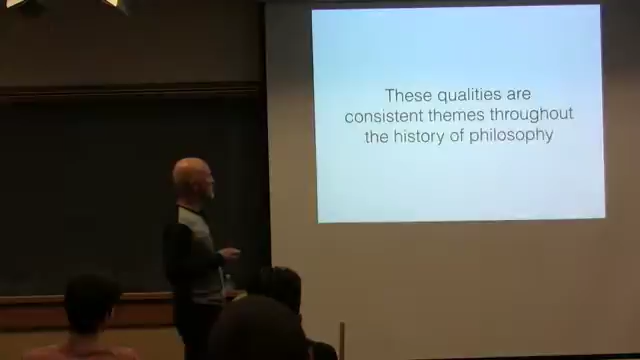 These qualities are
consistent themes throughout
the history of philosophy